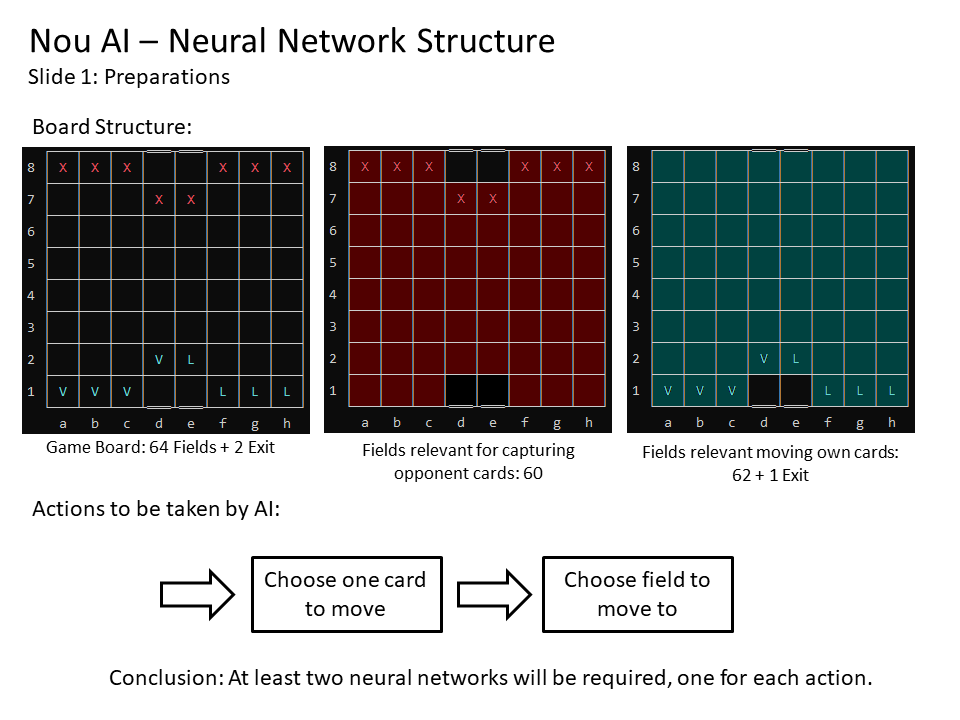 Nou AI – Neural Network Structure
Slide 1: Preparations
Board Structure:
8 X X X X X X
7 X X
6
5
4
3
2 V L
1 V V V L L L
a b c d e f g h
Game Board: 64 Fields + 2 Exit
8 X X X X X X
7 X X
6
5
4
3
2
1
a b c d e f g h
Fields relevant for capturing
opponent cards: 60
8
7
6
5
4
3
2 V L
1 V V V L L L
a b c d e f g h
Fields relevant moving own cards:
62 + 1 Exit
Actions to be taken by AI:
Choose one card
to move
Choose field to
move to
Conclusion: At least two neural networks will be required, one for each action.